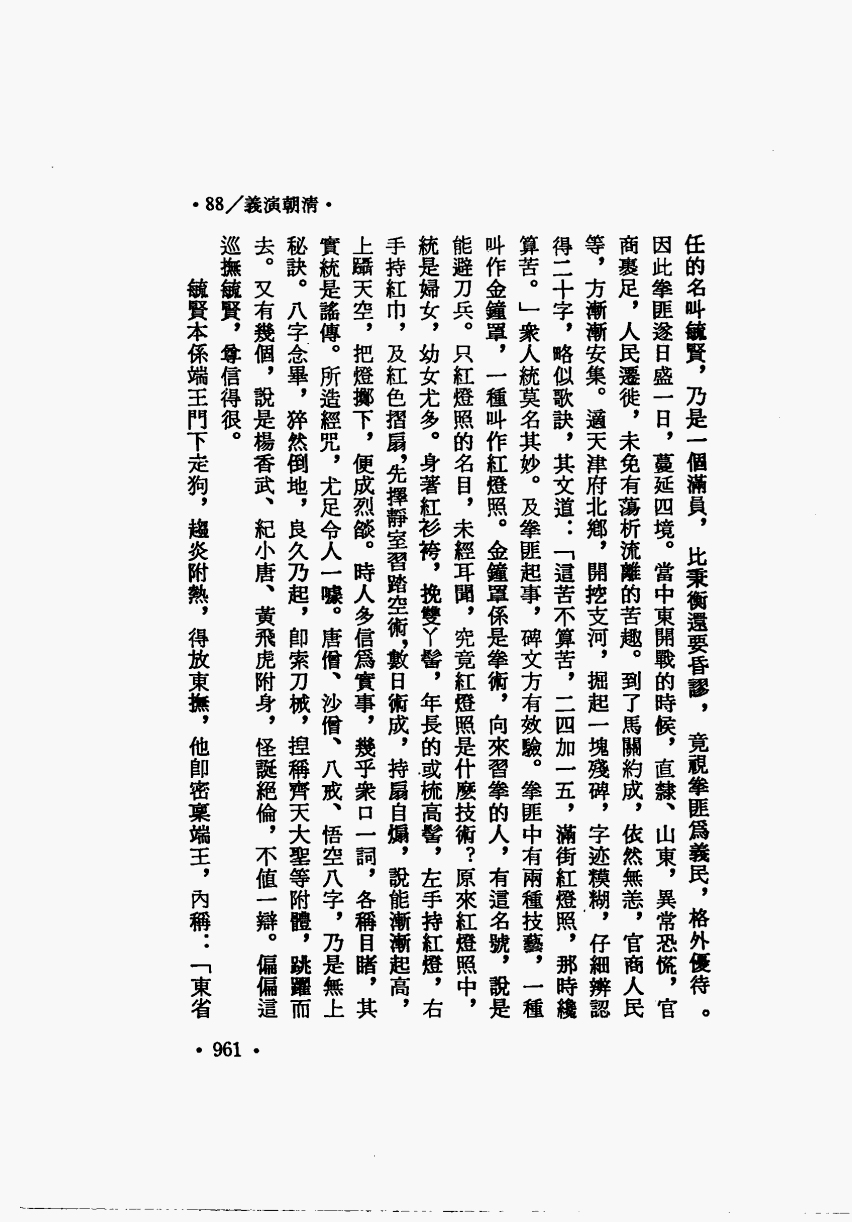 •88／義演朝淸•
任的名叫毓賢，乃是一個滿員，比秉衡還要昏謬，竟視拳匪爲義民，格外優待。
因此拳匪遂日盛一日，蔓延四境。當中東開戰的時候，直隸、山東，異常恐慌，官
商裹足，人民遷徙，未免有蕩析流離的苦趣。到了馬關約成，依然無恙，官商人民
等，方漸漸安集。適天津府北鄉，開挖支河，掘起一塊殘碑，字迹糢糊，仔細辨認
得二十字，略似歌訣，其文道：「這苦不算苦，二四加一五，滿街紅燈照，那時纔
算苦。」衆人統莫名其妙。及拳匪起事，碑文方有效驗。拳匪中有兩種技藝，一種
叫作金鐘罩，一種叫作紅燈照。金鐘罩係是拳術，向來習拳的人，有這名號，說是
能避刀兵。只紅燈照的名目，未經耳聞，究竟紅燈照是什麼技術？原來紅燈照中，
統是婦女，幼女尤多。身著紅衫袴，挽雙丫髻，年長的或梳高髻，左手持紅燈，右
手持紅巾，及紅色摺扇，先擇靜室習踏空術，數日術成，持扇自煽，說能漸漸起高，
上躡天空，把燈擲下，便成烈燄。時人多信爲實事，幾乎衆口一詞，各稱目睹，其
實統是謠傳。所造經咒，尤足令人一噱。唐僧、沙僧、八戒、悟空八字，乃是無上
秘訣。八字念畢，猝然倒地，良久乃起，卽索刀械，揑稱齊天大聖等附體，跳躍而
去。又有幾個，說是楊香武、紀小唐、黃飛虎附身，怪誕絕倫，不值一辯。偏偏這
巡撫毓賢，尊信得很。
毓賢本係端王門下走狗，趨炎附熱，得放東撫，他卽密稟端王，內稱：「東省
•961•